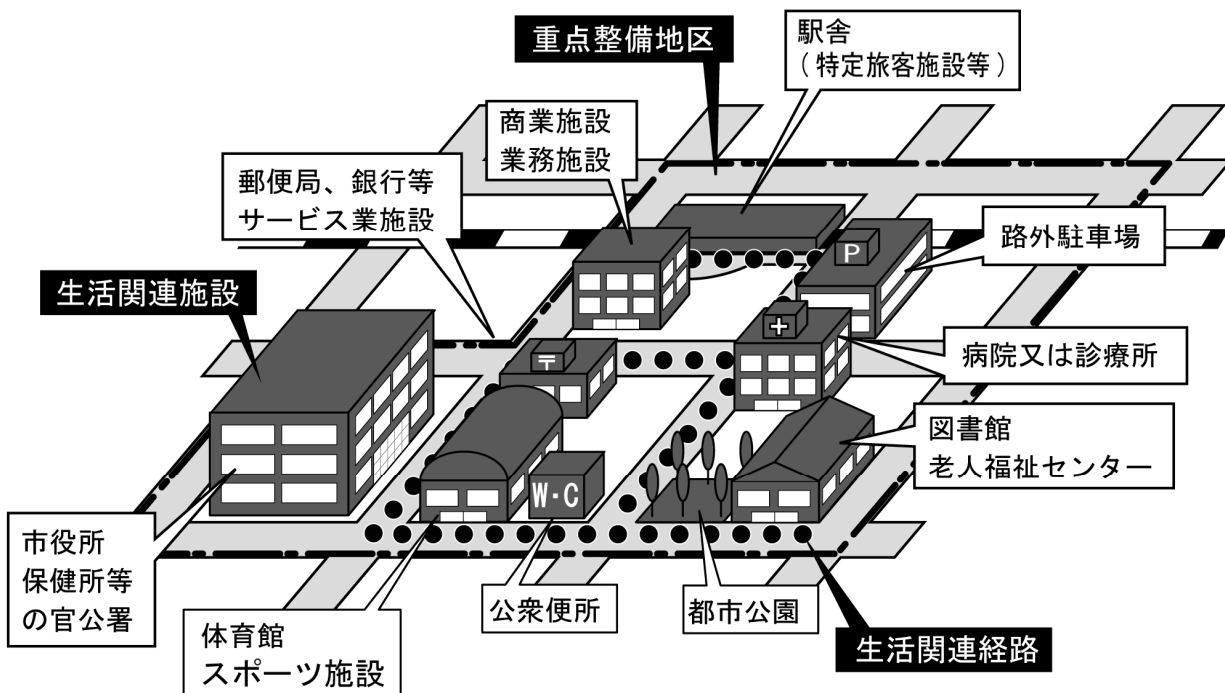 重点整備地区
駅舎
（特定旅客施設等）
商業施設
業務施設
郵便局、銀行等
サービス業施設
路外駐車場
P
生活関連施設
病院又は診療所
〒
図書館
老人福祉センター
W・C
市役所
保健所等
の官公署
公衆便所
都市公園
体育館
スポーツ施設
生活関連経路